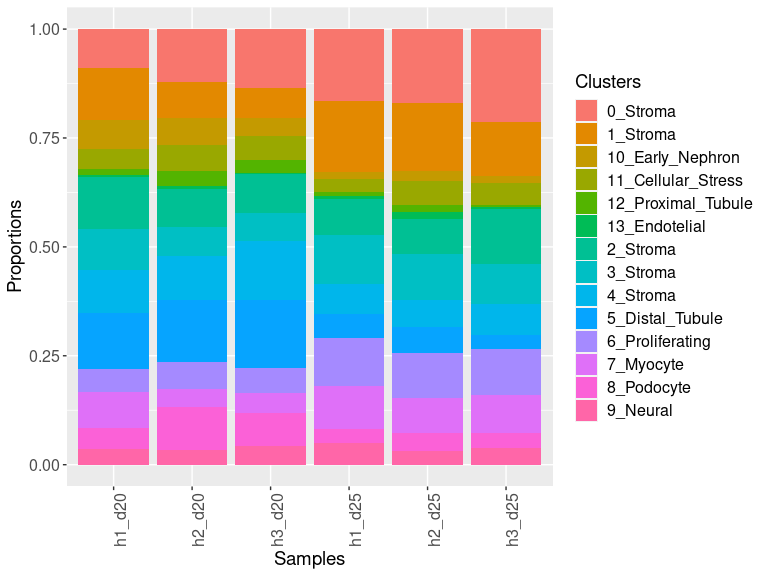 1.00
0.75
0.50
0.25
0.00
Proportions
h1_d20
h2_d20
h3_d20
h1_d25
h2_d25
h3_d25
Samples
Clusters
0_Stroma
1_Stroma
10_Early_Nephron
11_Cellular_Stress
12_Proximal_Tubule
13_Endotelial
2_Stroma
3_Stroma
4_Stroma
5_Distal_Tubule
6_Proliferating
7_Myocyte
8_Podocyte
9_Neural